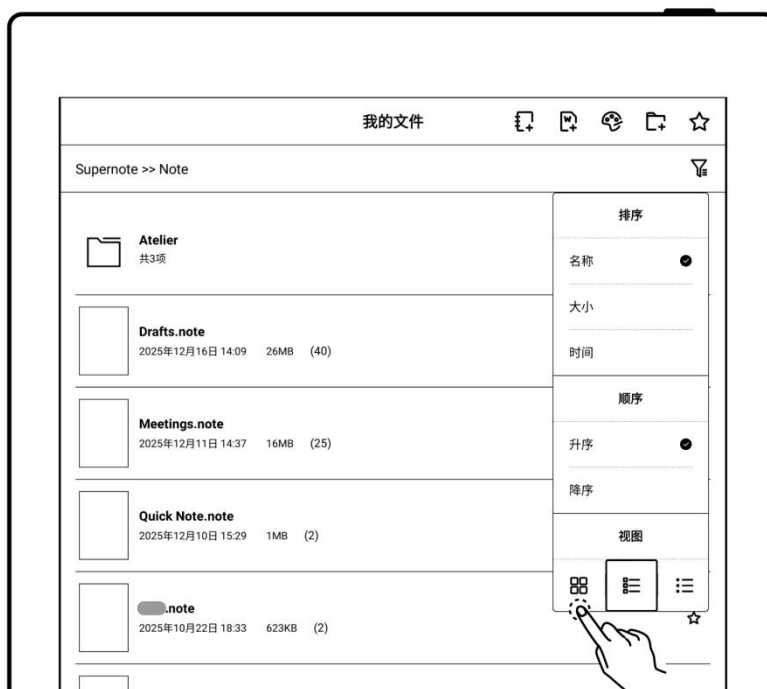 我的文件
Supernote >> Note
Atelier
共3项
Drafts.note
2025年12月16日 14:09 26MB (40)
Meetings.note
2025年12月11日 14:37 16MB (25)
Quick Note.note
2025年12月10日 15:29 1MB (2)
.note
2025年10月22日 18:33 623KB (2)
排序
名称
大小
时间
顺序
升序
降序
视图